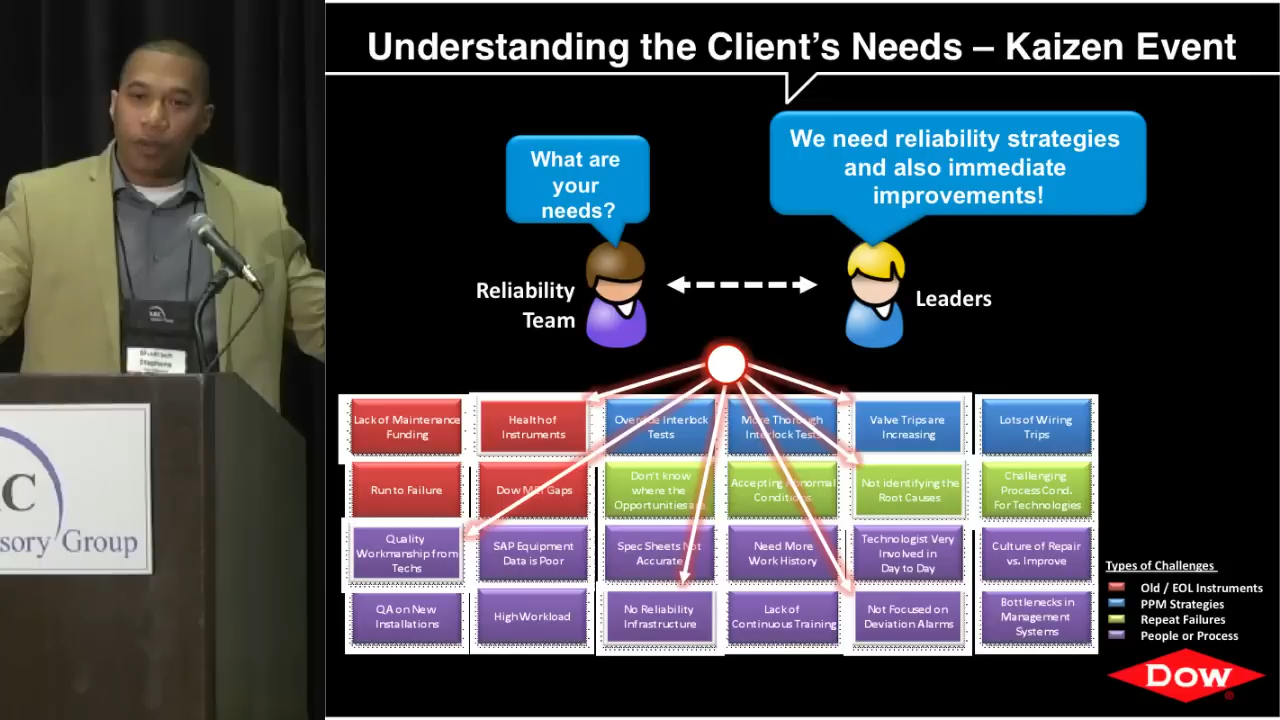 Understanding the Client's Needs – Kaizen Event
What are
your
needs?
We need reliability strategies
and also immediate
improvements!
Reliability
Team
Leaders
Lack of Maintenance
Funding
Health of
Instruments
Overdue Interlock
Tests
More Thorough
Interlock Tests
Valve Trips are
Increasing
Lots of Wiring
Trips
Run to Failure
Dow MEI Gaps
Don't know
where the
Opportunities are
Accepting Abnormal
Conditions
Not identifying the
Root Causes
Challenging
Process Cond.
For Technologies
Quality
Workmanship from
Techs
SAP Equipment
Data is Poor
Spec Sheets Not
Accurate
Need More
Work History
Technologist Very
Involved in
Day to Day
Culture of Repair
vs. Improve
QA on New
Installations
High Workload
No Reliability
Infrastructure
Lack of
Continuous Training
Not Focused on
Deviation Alarms
Bottlenecks in
Management
Systems
Types of Challenges
Old / EOL Instruments
PPM Strategies
Repeat Failures
People or Process
Dow
Stephens
C
sory Group